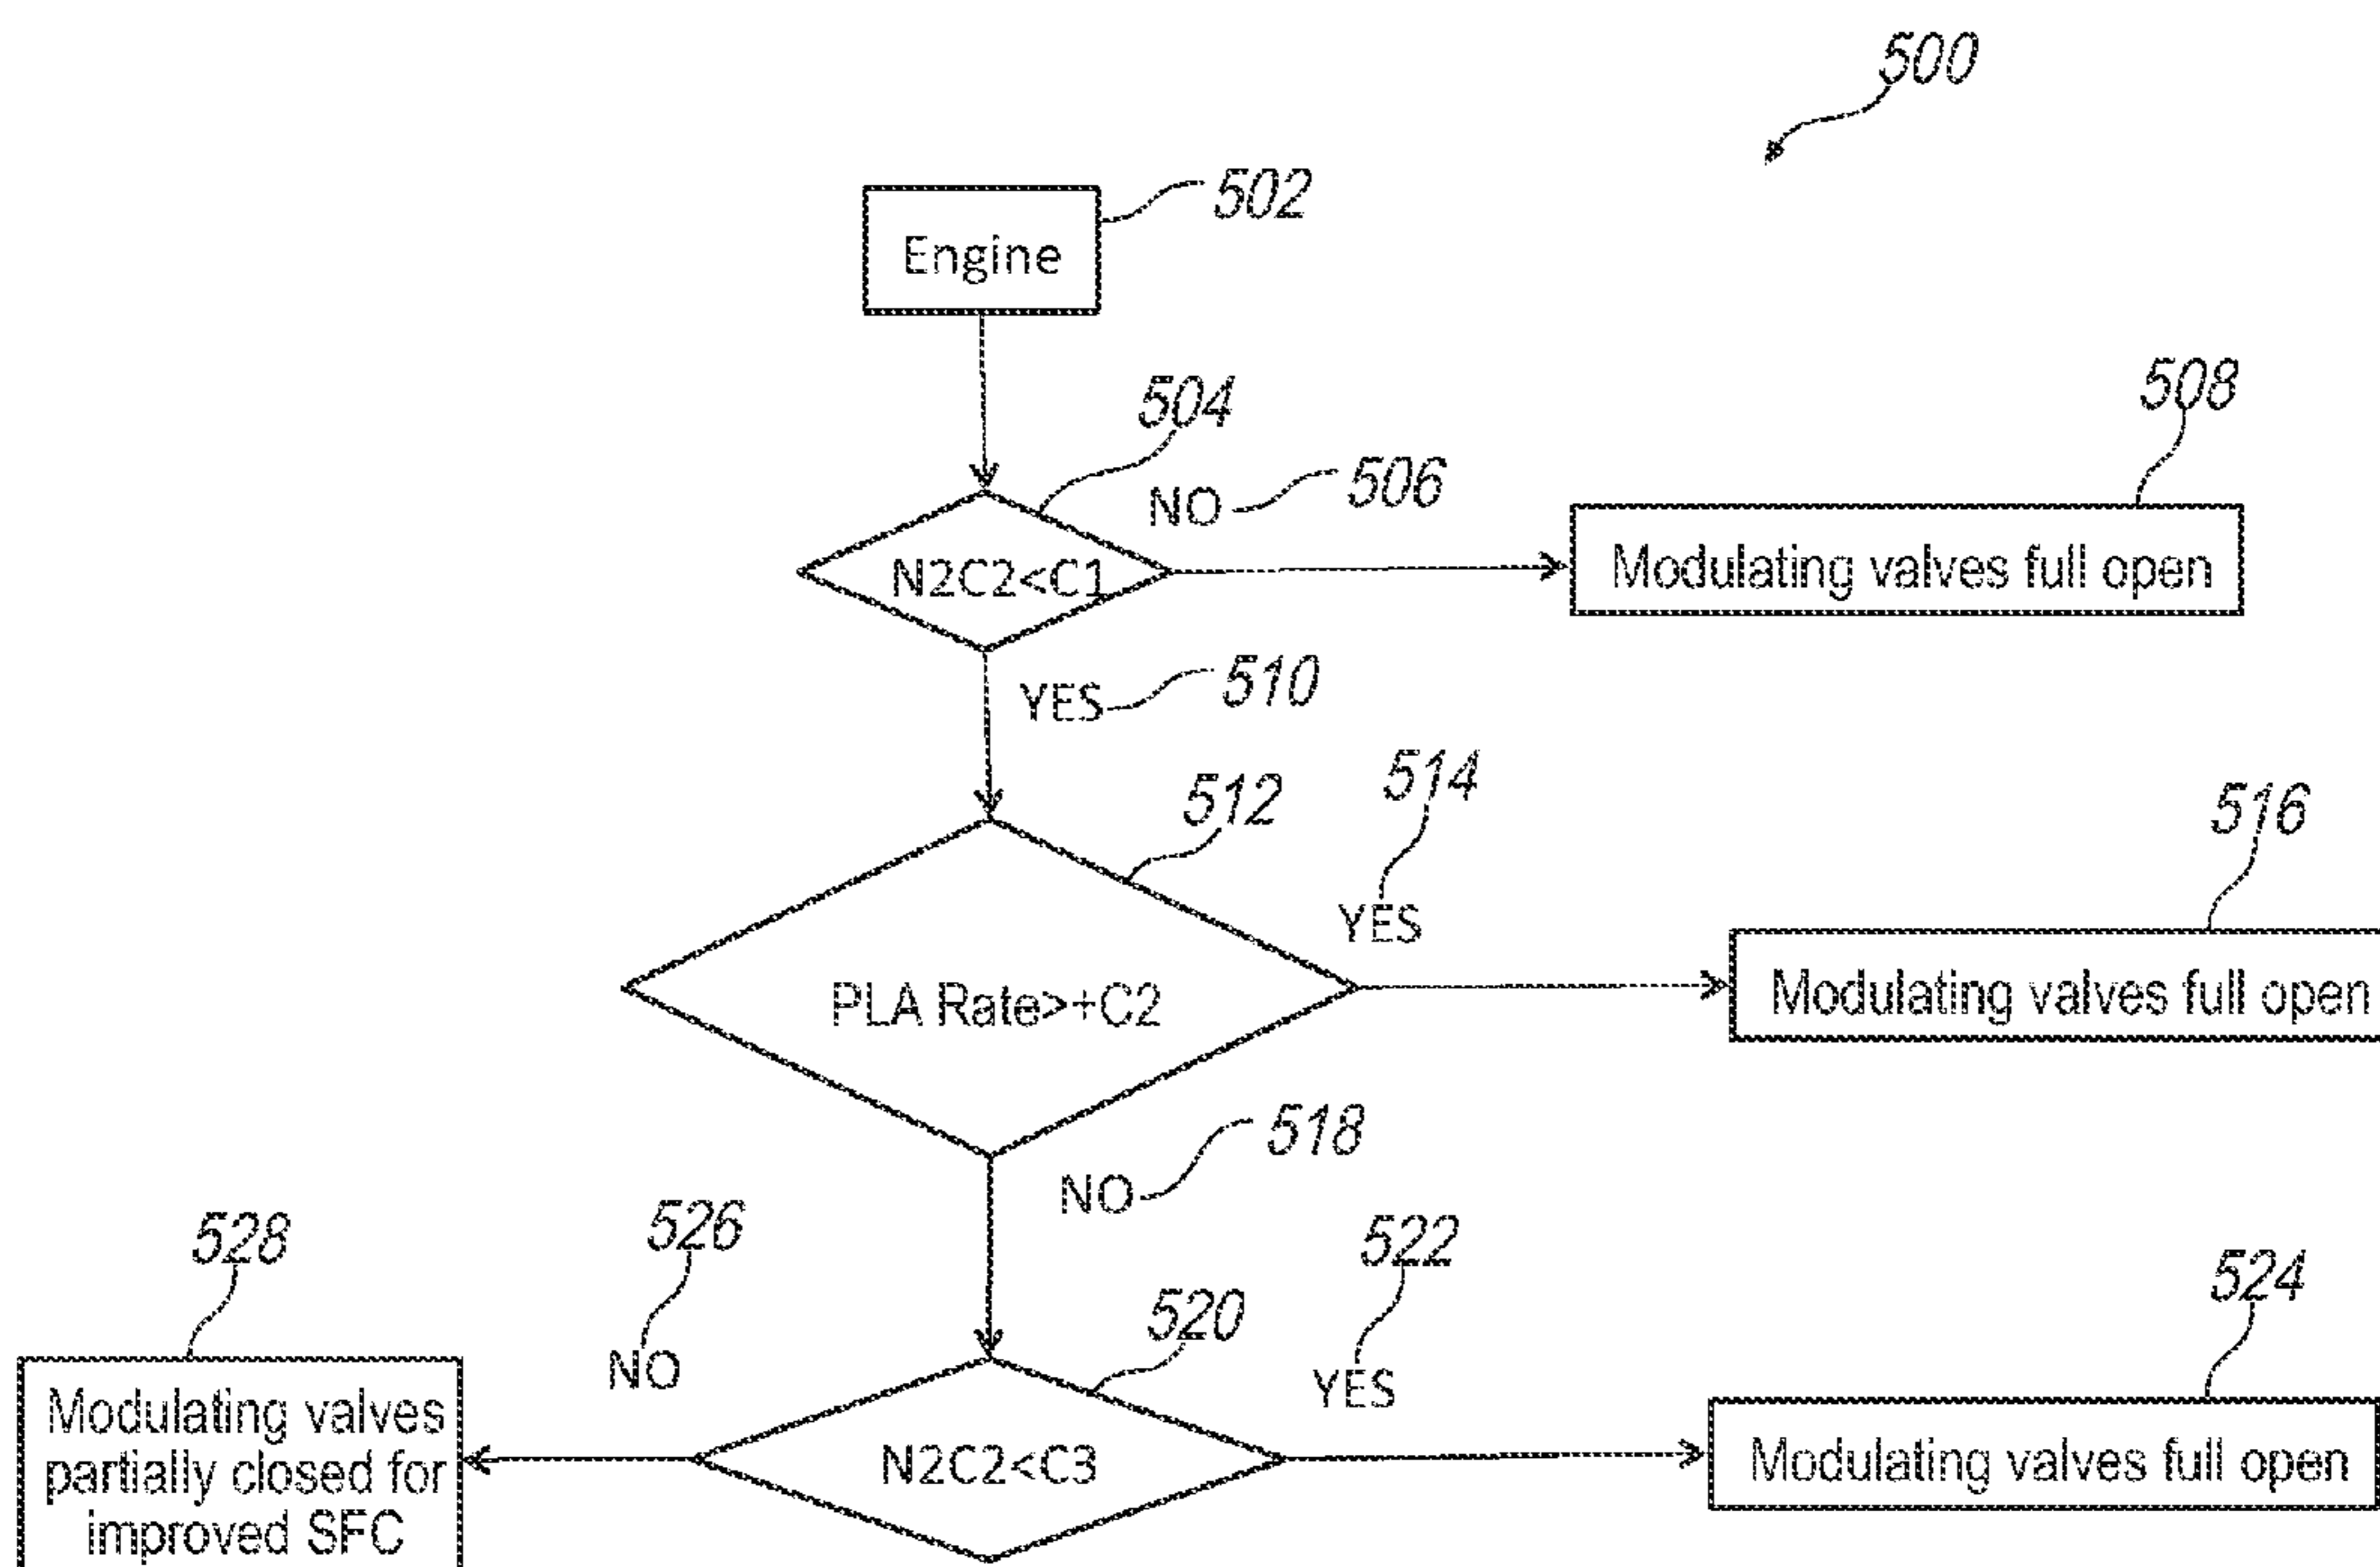 500
502
Engine
504
508
NO 506
N2C2<C1
Modulating valves full open
YES 510
514
512
516
YES
PLA Rate>+C2
Modulating valves full open
518
NO
528
526
522
524
520
NO
YES
Modulating valves
partially closed for
improved SFC
N2C2<C3
Modulating valves full open